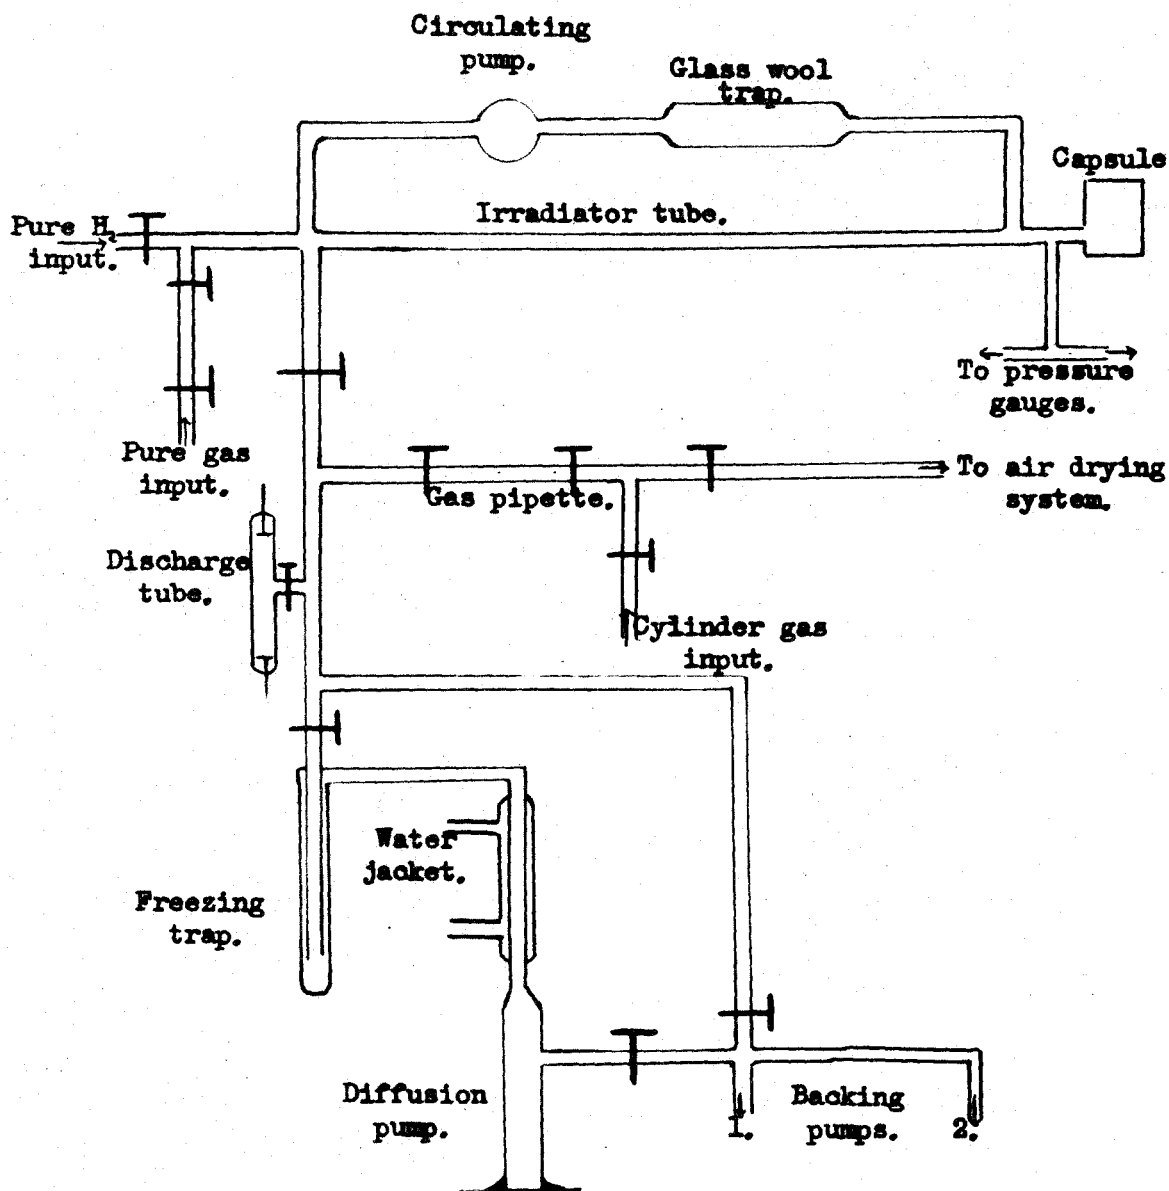 Circulating
pump.
Glass wool
trap.
Capsule
Irradiator tube.
Pure H₂
input.
To pressure
gauges.
Pure gas
input.
Gas pipette.
To air drying
system.
Discharge
tube.
Cylinder gas
input.
Water
jacket.
Freezing
trap.
Diffusion
pump.
Backing
pumps.
1.
2.